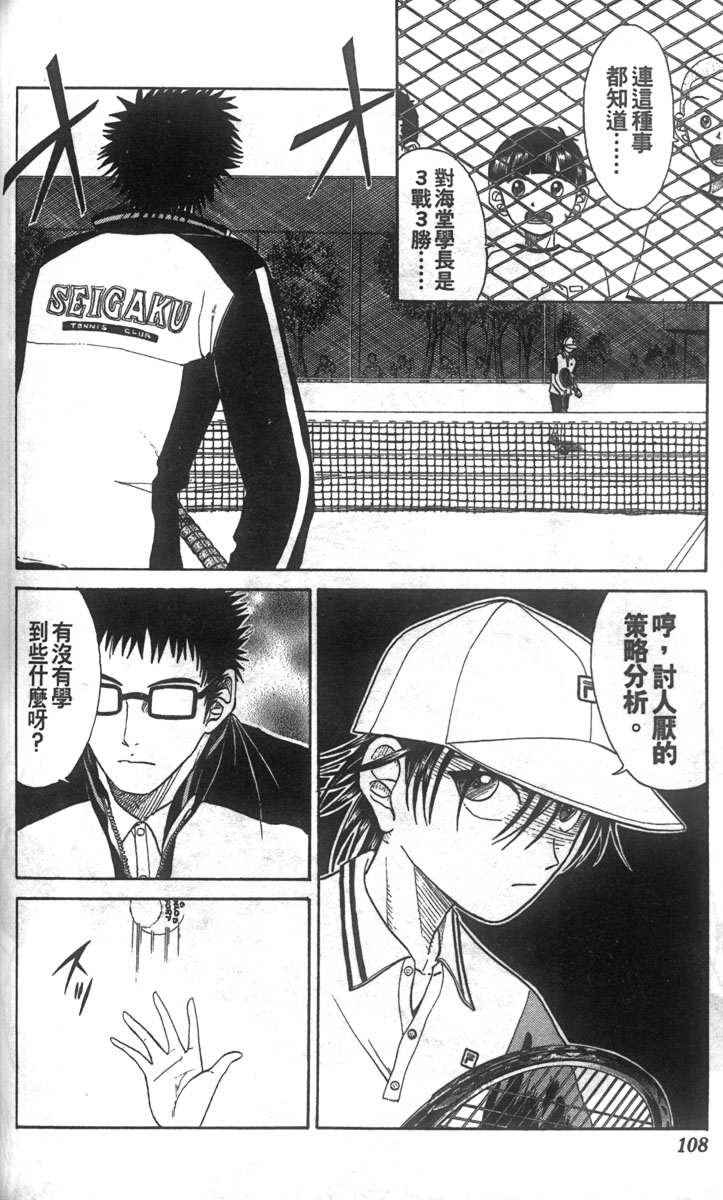 連這種事
都知道……
對海堂學長是
3戰3勝……
SEIGAKU
TENNIS CLUB
哼，討人厭的
策略分析。
有沒有學
到些什麼呀？
108